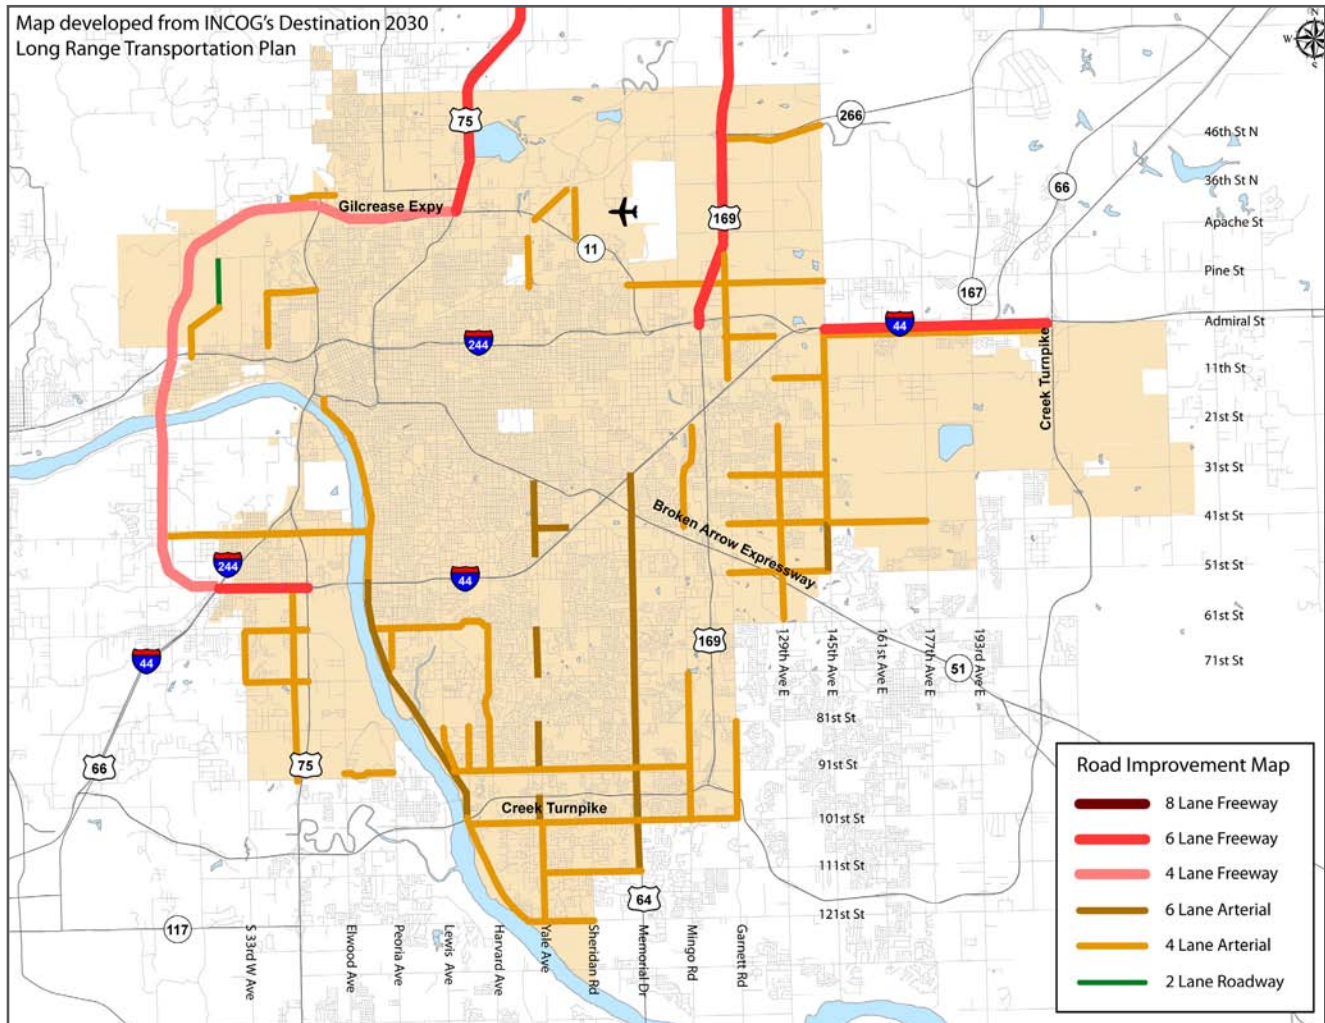 Map developed from INCOG's Destination 2030
Long Range Transportation Plan
N
W
S
75
266
46th St N
36th St N
66
Gilcrease Expy
169
Apache St
11
Pine St
167
44
Admiral St
244
Creek Turnpike
11th St
21st St
31st St
Broken Arrow Expressway
41st St
244
44
51st St
61st St
169
129th Ave E
145th Ave E
161st Ave E
177th Ave E
193rd Ave E
71st St
44
51
81st St
66
75
91st St
Creek Turnpike
101st St
111st St
64
121st St
117
S 33rd W Ave
Elwood Ave
Peoria Ave
Lewis Ave
Harvard Ave
Yale Ave
Sheridan Rd
Memorial Dr
Mingo Rd
Garnett Rd
Road Improvement Map
8 Lane Freeway
6 Lane Freeway
4 Lane Freeway
6 Lane Arterial
4 Lane Arterial
2 Lane Roadway